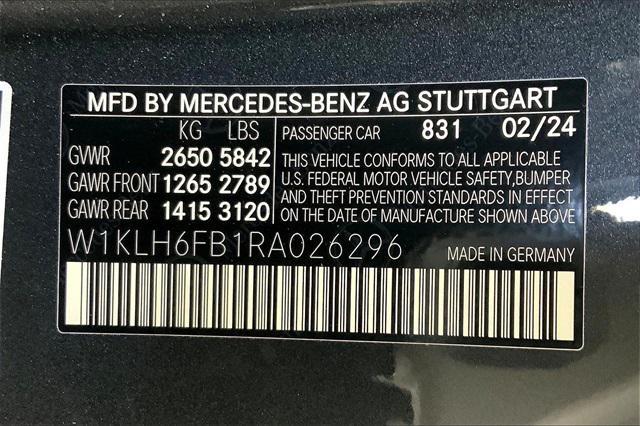 MFD BY MERCEDES-BENZ AG STUTTGART
KG LBS
PASSENGER CAR 831 02/24
GVWR 2650 5842
GAWR FRONT 1265 2789
GAWR REAR 1415 3120
THIS VEHICLE CONFORMS TO ALL APPLICABLE
U.S. FEDERAL MOTOR VEHICLE SAFETY,BUMPER
AND THEFT PREVENTION STANDARDS IN EFFECT
ON THE DATE OF MANUFACTURE SHOWN ABOVE
W1KLH6FB1RA026296
MADE IN GERMANY